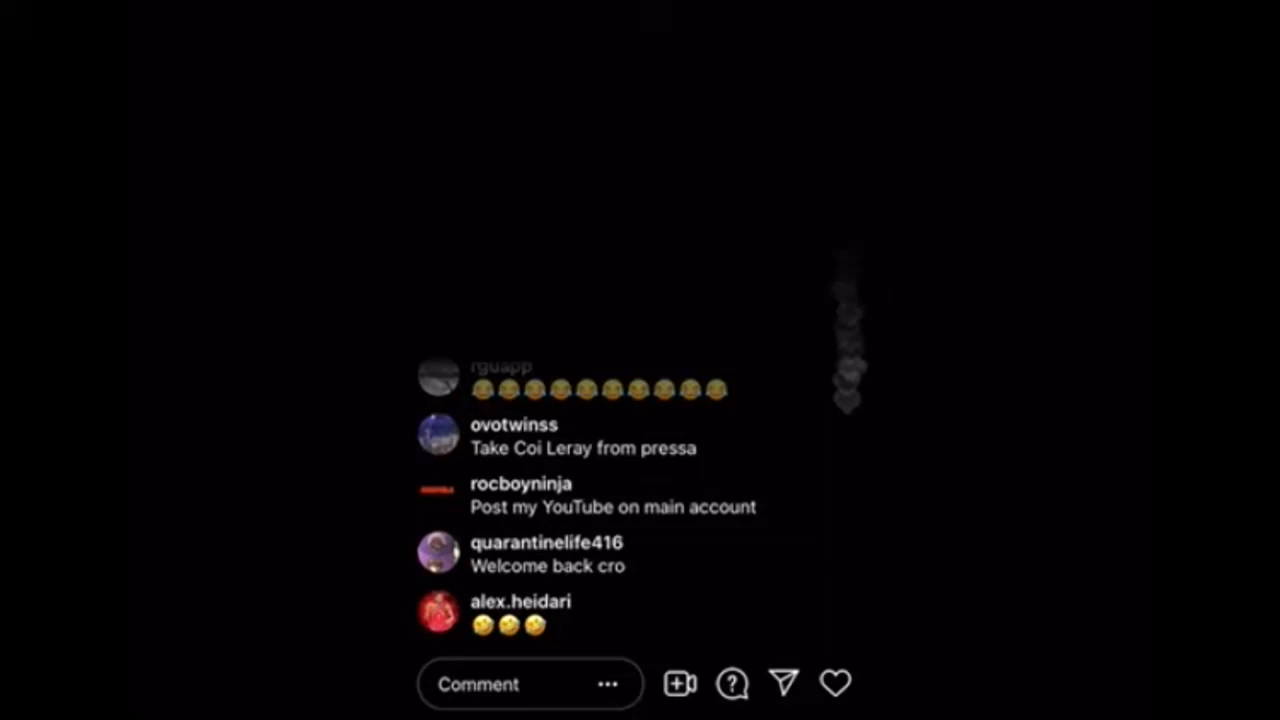 rguapp
😂😂😂😂😂😂😂😂😂😂
ovotwinss
Take Coi Leray from pressa
rocboyninja
Post my YouTube on main account
quarantinelife416
Welcome back cro
alex.heidari
🤣🤣🤣
Comment ...